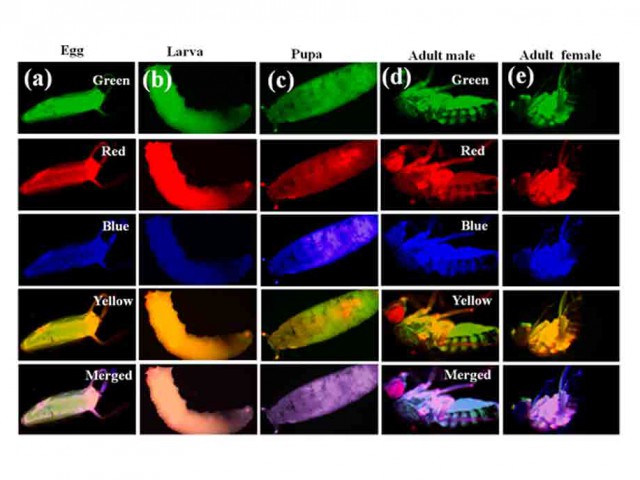 Egg Larva Pupa Adult male Adult female
(a) Green (b) (c) (d) Green (e)
Red Red
Blue Blue
Yellow Yellow
Merged Merged